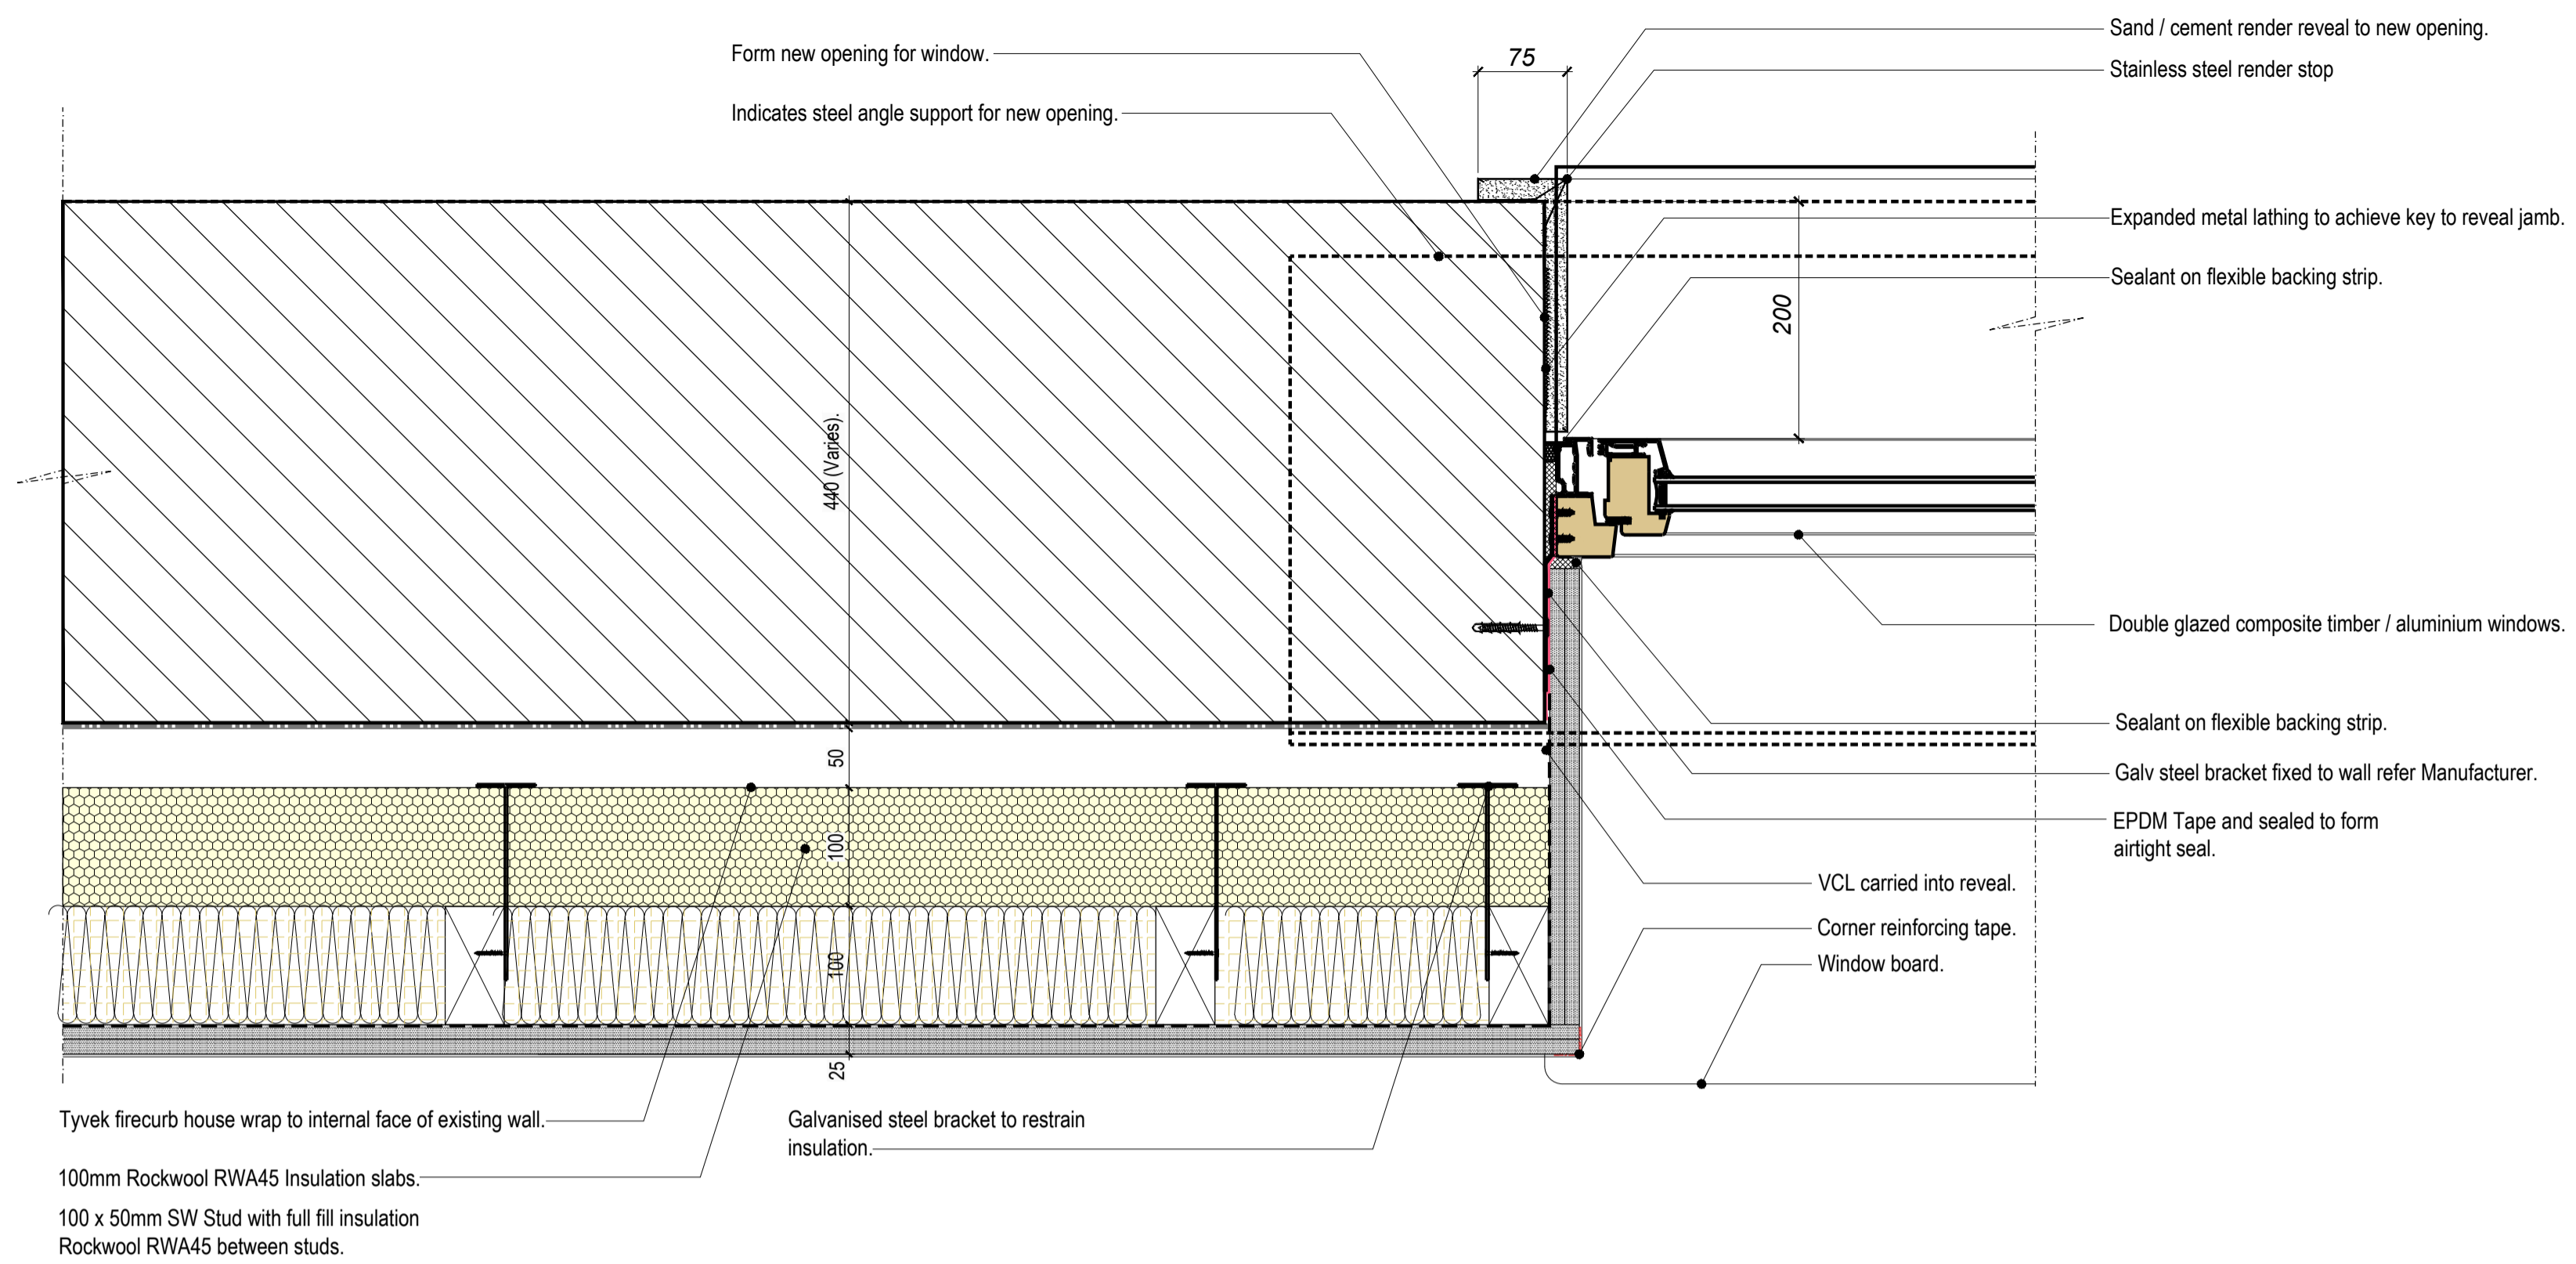 Form new opening for window.
Indicates steel angle support for new opening.
75
Sand / cement render reveal to new opening.
Stainless steel render stop
Expanded metal lathing to achieve key to reveal jamb.
Sealant on flexible backing strip.
200
440 (Varies).
Double glazed composite timber / aluminium windows.
Sealant on flexible backing strip.
Galv steel bracket fixed to wall refer Manufacturer.
EPDM Tape and sealed to form
airtight seal.
VCL carried into reveal.
Corner reinforcing tape.
Window board.
50
100
100
25
Tyvek firecurb house wrap to internal face of existing wall.
100mm Rockwool RWA45 Insulation slabs.
100 x 50mm SW Stud with full fill insulation
Rockwool RWA45 between studs.
Galvanised steel bracket to restrain
insulation.